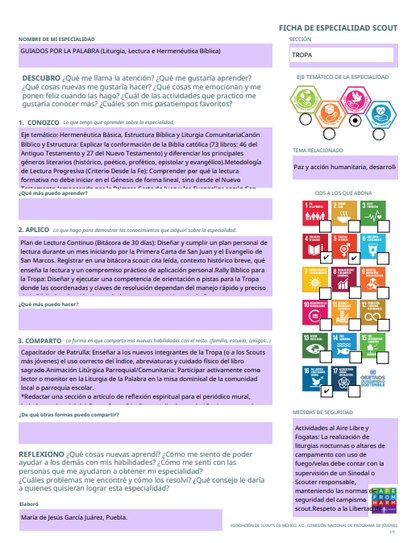 FICHA DE ESPECIALIDAD SCOUT
NOMBRE DE MI ESPECIALIDAD
GUIADOS POR LA PALABRA (Liturgia, Lectura e Hermenéutica Bíblica)
SECCIÓN
TROPA
DESCUBRO ¿Qué me llama la atención? ¿Qué me gustaría aprender?
¿Qué cosas nuevas me gustaría hacer? ¿Qué cosas me emocionan y me
ponen feliz cuando las hago? ¿Cuál de las actividades que practico me
gustaría conocer más? ¿Cuáles son mis pasatiempos favoritos?
EJE TEMÁTICO DE LA ESPECIALIDAD
1. CONOZCO Lo que tengo que aprender sobre la especialidad.
Eje temático: Hermenéutica Básica, Estructura Bíblica y Liturgia ComunitariaCanón
Bíblico y Estructura: Explicar la conformación de la Biblia católica (73 libros: 46 del
Antiguo Testamento y 27 del Nuevo Testamento) y diferenciar los principales
géneros literarios (histórico, poético, profético, epistolar y evangélico).Metodología
de Lectura Progresiva (Criterio Desde la Fe): Comprender por qué la lectura
formativa no debe iniciar en el Génesis de forma lineal, sino desde el Nuevo
¿Qué más puedo aprender?
TEMA RELACIONADO
Paz y acción humanitaria, desarroll
ODS A LOS QUE ABONA
2. APLICO Lo que hago para demostrar los conocimientos que adquirí sobre la especialidad.
Plan de Lectura Continuo (Bitácora de 30 días): Diseñar y cumplir un plan personal de
lectura durante un mes iniciando por la Primera Carta de San Juan y el Evangelio de
San Marcos. Registrar en una bitácora scout: cita leída, contexto histórico breve, qué
enseña la lectura y un compromiso práctico de aplicación personal.Rally Bíblico para
la Tropa: Diseñar y ejecutar una competencia de orientación o pistas para la Tropa
donde las coordenadas y claves de resolución dependan del manejo rápido y preciso
¿Qué más puedo hacer?
3. COMPARTO La forma en que comparto mis nuevas habilidades con el resto. (familia, escuela, amigos...)
Capacitador de Patrulla: Enseñar a los nuevos integrantes de la Tropa (o a los Scouts
más jóvenes) el uso correcto del índice, abreviaturas y cuidado físico del libro
sagrado.Animación Litúrgica Parroquial/Comunitaria: Participar activamente como
lector o monitor en la Liturgia de la Palabra en la misa dominical de la comunidad
local o parroquia escolar.
*Redactar una sección o artículo de reflexión espiritual para el periódico mural,
¿De qué otras formas puedo compartir?
MEDIDAS DE SEGURIDAD
Actividades al Aire Libre y
Fogatas: La realización de
liturgias nocturnas o altares de
campamento con uso de
fuego/velas debe contar con la
supervisión de un Sinodal o
Scouter responsable,
manteniendo las normas de
seguridad del campismo
scout.Respeto a la Libertad
REFLEXIONO ¿Qué cosas nuevas aprendí? ¿Cómo me siento de poder
ayudar a los demás con mis habilidades? ¿Cómo me sentí con las
personas que me ayudaron a obtener mi especialidad?
¿Cuáles problemas me encontré y cómo los resolví? ¿Qué consejo le daría
a quienes quisieran lograr esta especialidad?
Elaboró
María de Jesús García Juárez, Puebla.
SAFE
FROM
HARM
ASOCIACIÓN DE SCOUTS DE MÉXICO, A.C., COMISIÓN NACIONAL DE PROGRAMA DE JÓVENES